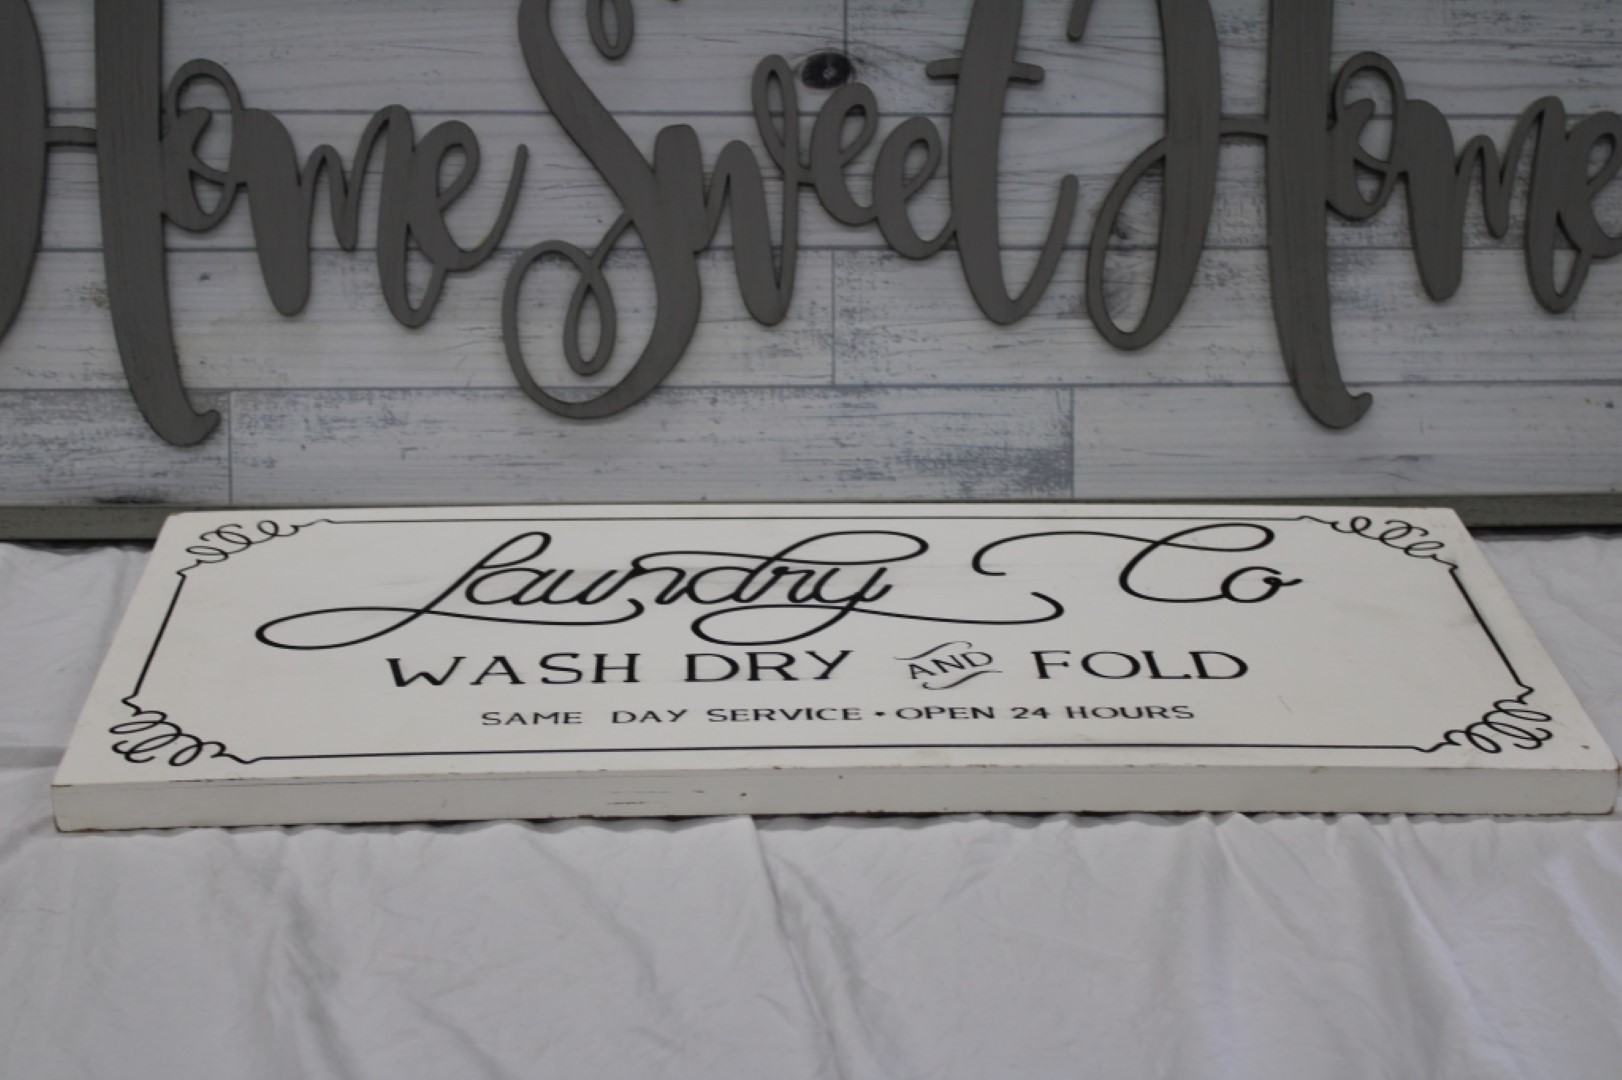 Home Sweet Home
Laundry Co
WASH DRY AND FOLD
SAME DAY SERVICE • OPEN 24 HOURS